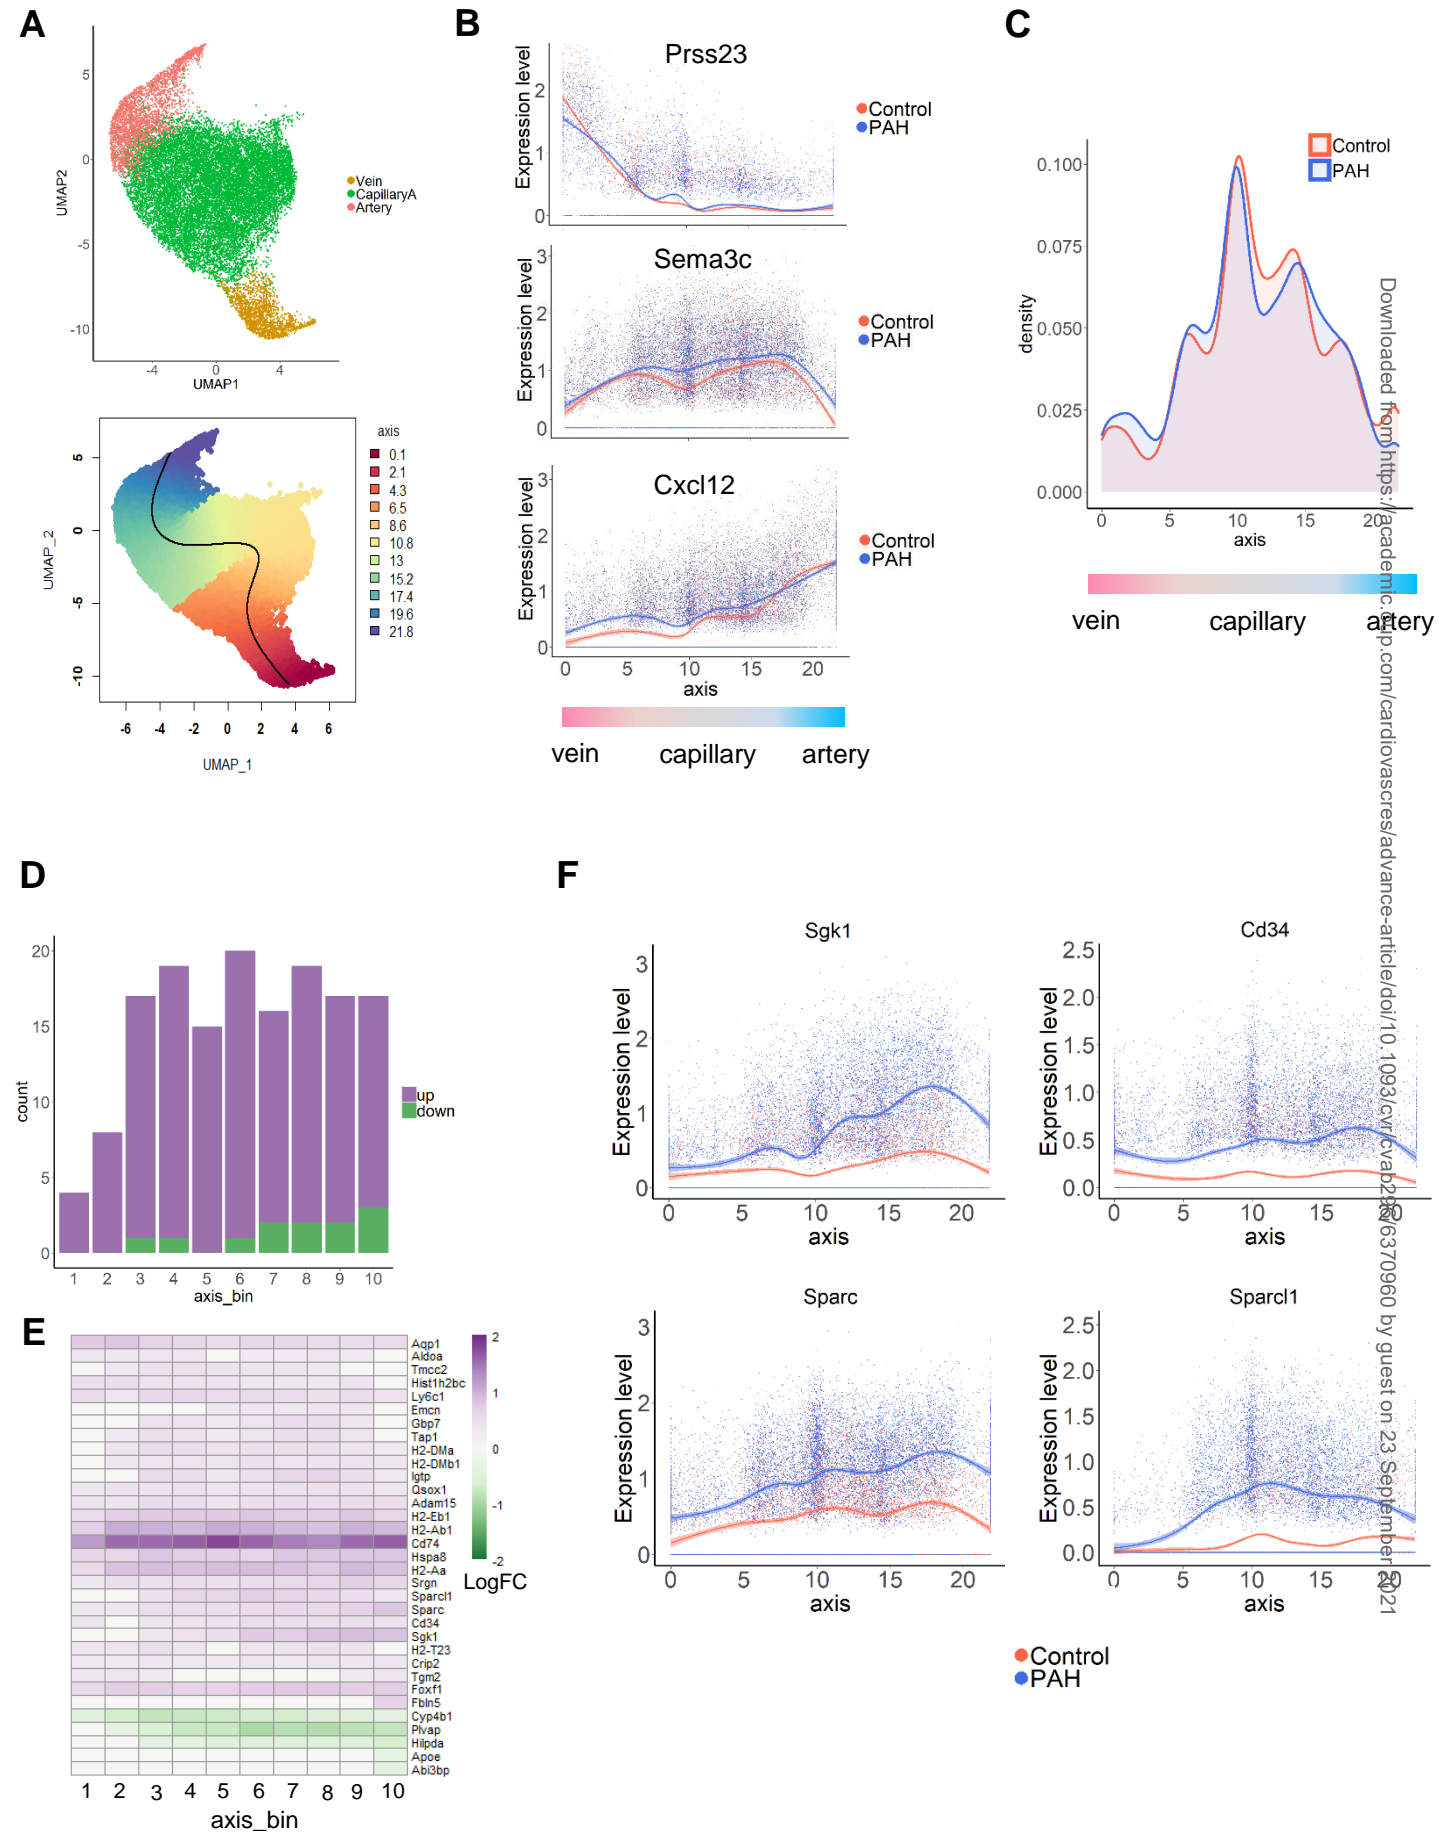 A
5
0
-5
-10
UMAP2
-4
0
4
UMAP1
Vein
CapillaryA
Artery
5
0
-5
-10
UMAP_2
-6
-4
-2
0
2
4
6
UMAP_1
axis
0.1
2.1
4.3
6.5
8.6
10.8
13
15.2
17.4
19.6
21.8
B
Prss23
Expression level
2
1
0
Control
PAH
Sema3c
Expression level
3
2
1
0
Control
PAH
Cxcl12
Expression level
3
2
1
0
Control
PAH
0
5
10
15
20
axis
vein
capillary
artery
C
Control
PAH
density
0.100
0.075
0.050
0.025
0.000
0
5
10
15
20
axis
vein
capillary
artery
D
count
20
15
10
5
0
1
2
3
4
5
6
7
8
9
10
axis_bin
up
down
E
Aqp1
Aldoa
Tmcc2
Hist1h2bc
Ly6c1
Emcn
Gbp7
Tap1
H2-DMa
H2-DMb1
Igtp
Qsox1
Adam15
H2-Eb1
H2-Ab1
Cd74
Hspa8
H2-Aa
Srgn
Sparcl1
Sparc
Cd34
Sgk1
H2-T23
Crip2
Tgm2
Foxf1
Fbln5
Cyp4b1
Plvap
Hilpda
Apoe
Abi3bp
1
2
3
4
5
6
7
8
9
10
axis_bin
2
1
0
-1
-2
LogFC
F
Sgk1
Expression level
3
2
1
0
0
5
10
15
20
axis
Cd34
Expression level
2.5
2.0
1.5
1.0
0.5
0.0
0
5
10
15
20
axis
Sparc
Expression level
3
2
1
0
0
5
10
15
20
axis
Sparcl1
Expression level
2.5
2.0
1.5
1.0
0.5
0.0
0
5
10
15
20
axis
Control
PAH
Downloaded from https://academic.oup.com/cardiovascres/advance-article/doi/10.1093/cvr/cvab296/6370960 by guest on 23 September 2021